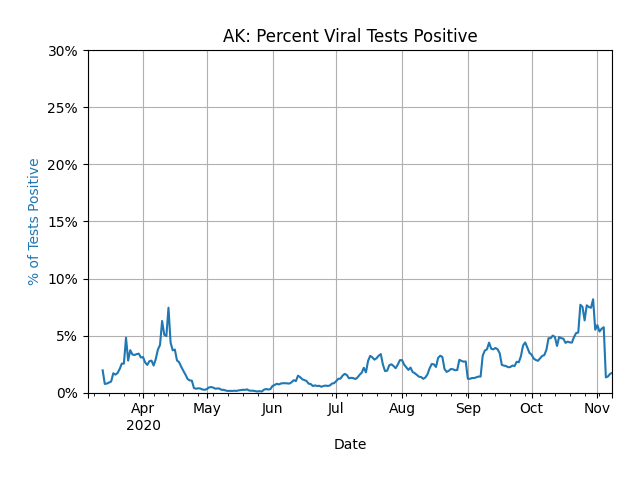 AK: Percent Viral Tests Positive
30%
25%
20%
15%
10%
5%
0%
% of Tests Positive
Apr May Jun Jul Aug Sep Oct Nov
2020
Date